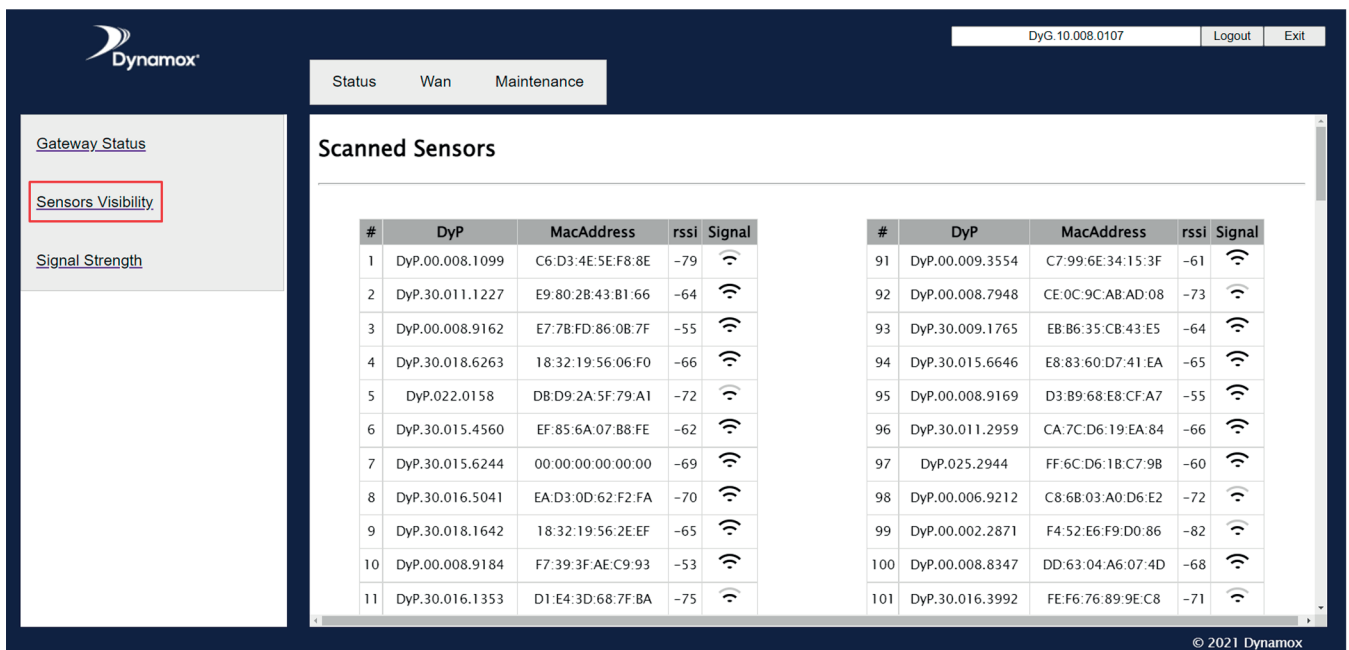 Dynamox
DyG.10.008.0107 Logout Exit
Status Wan Maintenance
Gateway Status
Sensors Visibility
Signal Strength
Scanned Sensors
# DyP MacAddress rssi Signal
1 DyP.00.008.1099 C6:D3:4E:5E:F8:8E -79
2 DyP.30.011.1227 E9:80:2B:43:B1:66 -64
3 DyP.00.008.9162 E7:7B:FD:86:0B:7F -55
4 DyP.30.018.6263 18:32:19:56:06:F0 -66
5 DyP.022.0158 DB:D9:2A:5F:79:A1 -72
6 DyP.30.015.4560 EF:85:6A:07:B8:FE -62
7 DyP.30.015.6244 00:00:00:00:00:00 -69
8 DyP.30.016.5041 EA:D3:0D:62:F2:FA -70
9 DyP.30.018.1642 18:32:19:56:2E:EF -65
10 DyP.00.008.9184 F7:39:3F:AE:C9:93 -53
11 DyP.30.016.1353 D1:E4:3D:68:7F:BA -75
# DyP MacAddress rssi Signal
91 DyP.00.009.3554 C7:99:6E:34:15:3F -61
92 DyP.00.008.7948 CE:0C:9C:AB:AD:08 -73
93 DyP.30.009.1765 EB:B6:35:CB:43:E5 -64
94 DyP.30.015.6646 E8:83:60:D7:41:EA -65
95 DyP.00.008.9169 D3:B9:68:E8:CF:A7 -55
96 DyP.30.011.2959 CA:7C:D6:19:EA:84 -66
97 DyP.025.2944 FF:6C:D6:1B:C7:9B -60
98 DyP.00.006.9212 C8:6B:03:A0:D6:E2 -72
99 DyP.00.002.2871 F4:52:E6:F9:D0:86 -82
100 DyP.00.008.8347 DD:63:04:A6:07:4D -68
101 DyP.30.016.3992 FE:F6:76:89:9E:C8 -71
© 2021 Dynamox